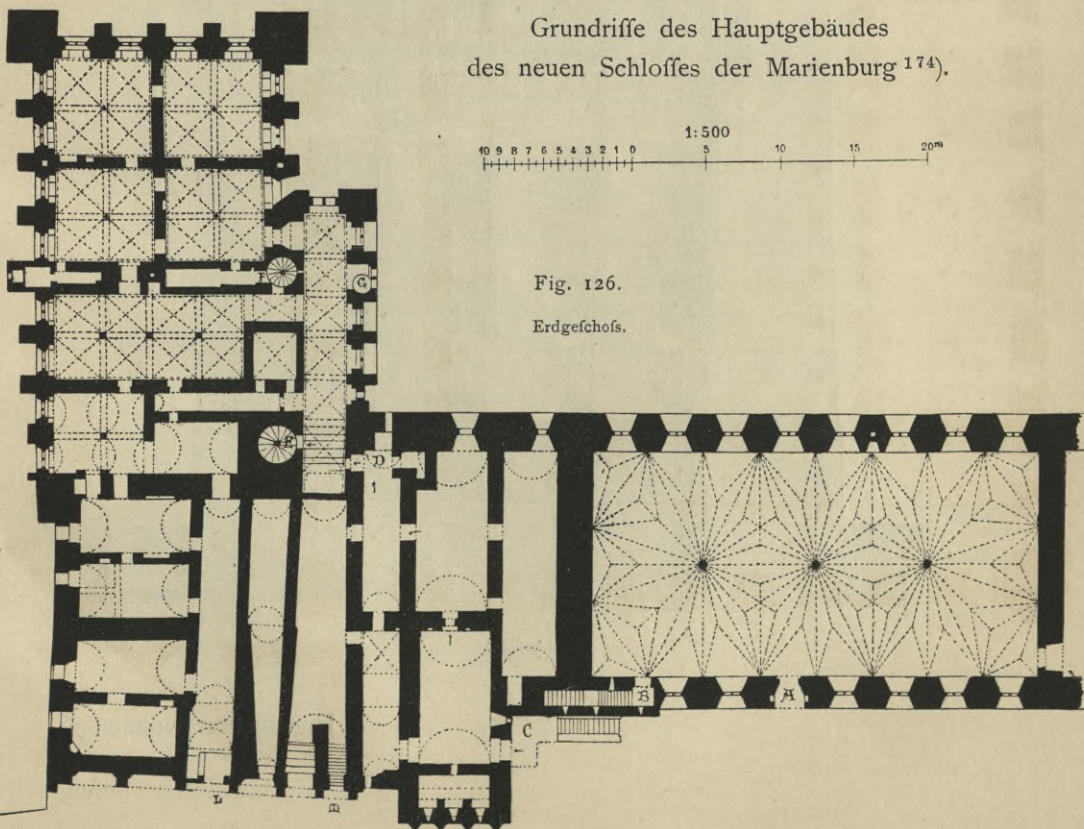 Grundriſſe des Hauptgebäudes
des neuen Schloſſes der Marienburg 174).
1:500
10 9 8 7 6 5 4 3 2 1 0 5 10 15 20m
Fig. 126.
Erdgeſchoſs.
F
G
E
D
1
B
A
C
L